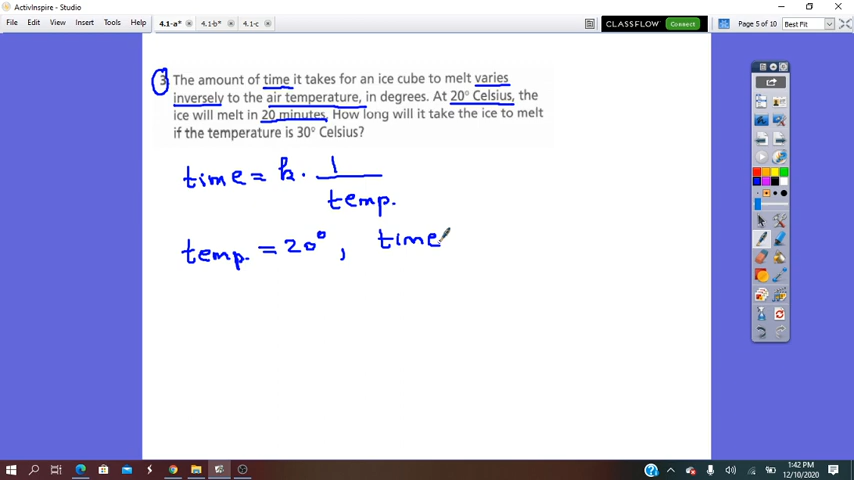 ActivInspire - Studio
File Edit View Insert Tools Help
4.1-a* 4.1-b* 4.1-c
CLASSFLOW Connect
Page 5 of 10 Best Fit
3. The amount of time it takes for an ice cube to melt varies
inversely to the air temperature, in degrees. At 20° Celsius, the
ice will melt in 20 minutes. How long will it take the ice to melt
if the temperature is 30° Celsius?
time = k · 1
temp.
temp. = 20°, time
1:42 PM
12/10/2020